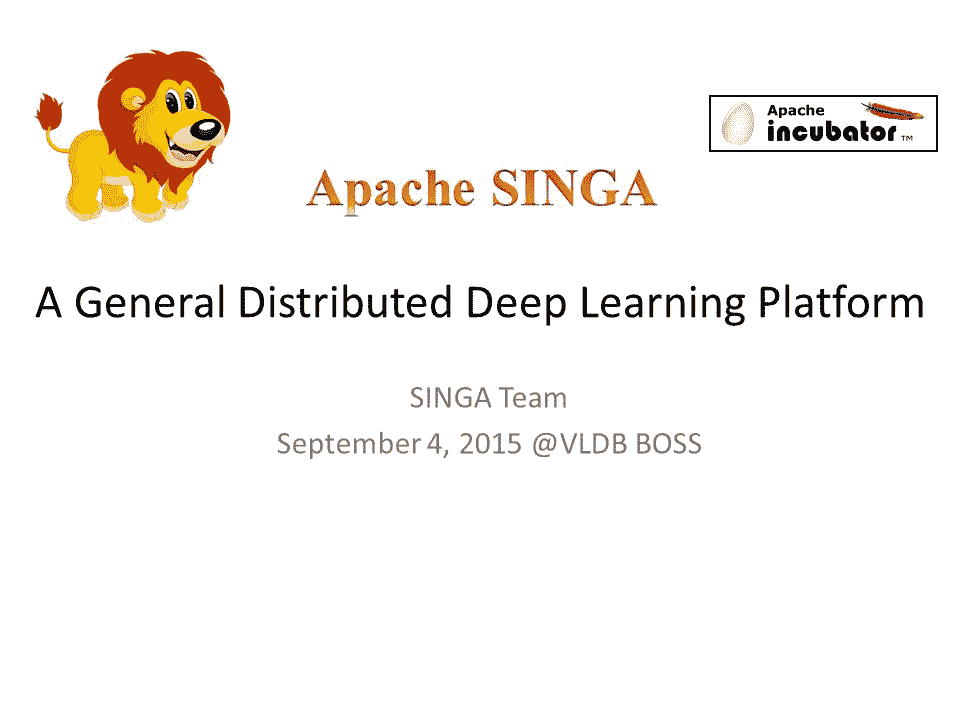 Apache
incubator TM
Apache SINGA
A General Distributed Deep Learning Platform
SINGA Team
September 4, 2015 @VLDB BOSS